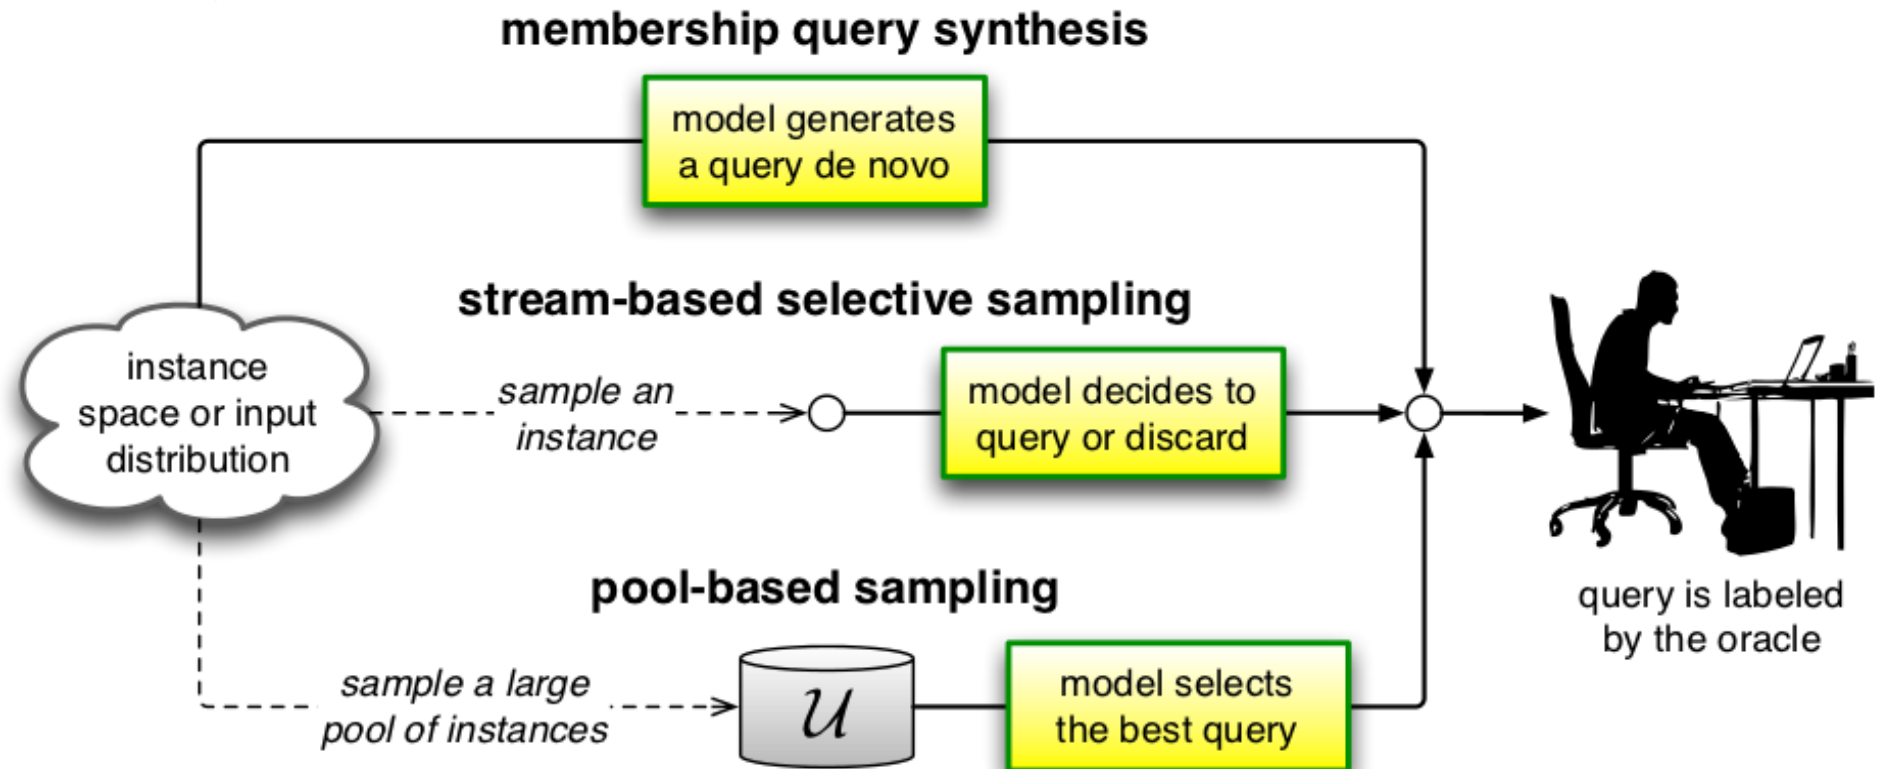 membership query synthesis
model generates
a query de novo
stream-based selective sampling
instance
space or input
distribution
sample an
instance
model decides to
query or discard
pool-based sampling
sample a large
pool of instances
U
model selects
the best query
query is labeled
by the oracle